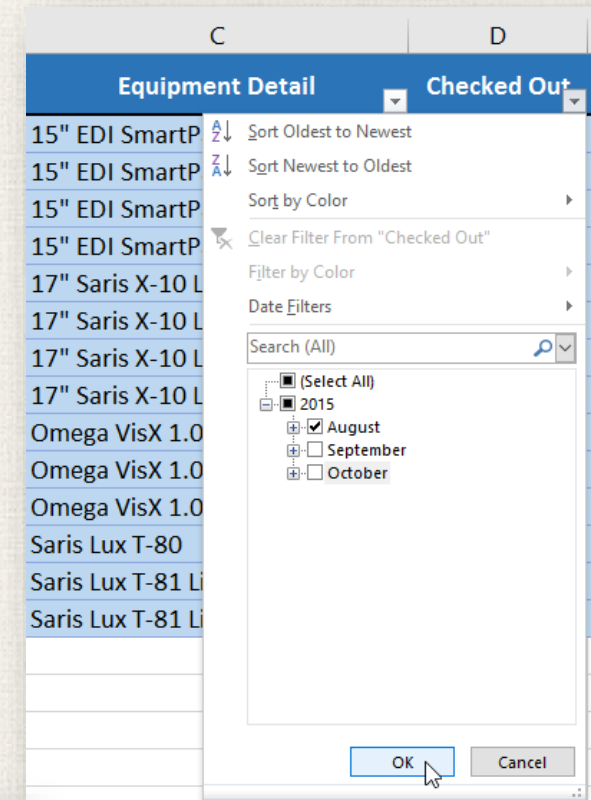 C D
Equipment Detail Checked Out
15" EDI SmartP
Sort Oldest to Newest
15" EDI SmartP
Sort Newest to Oldest
15" EDI SmartP
Sort by Color
15" EDI SmartP
Clear Filter From "Checked Out"
17" Saris X-10 L
Filter by Color
17" Saris X-10 L
Date Filters
17" Saris X-10 L
Search (All)
17" Saris X-10 L
(Select All)
2015
Omega VisX 1.0
August
Omega VisX 1.0
September
Omega VisX 1.0
October
Saris Lux T-80
Saris Lux T-81 Li
Saris Lux T-81 Li
OK Cancel